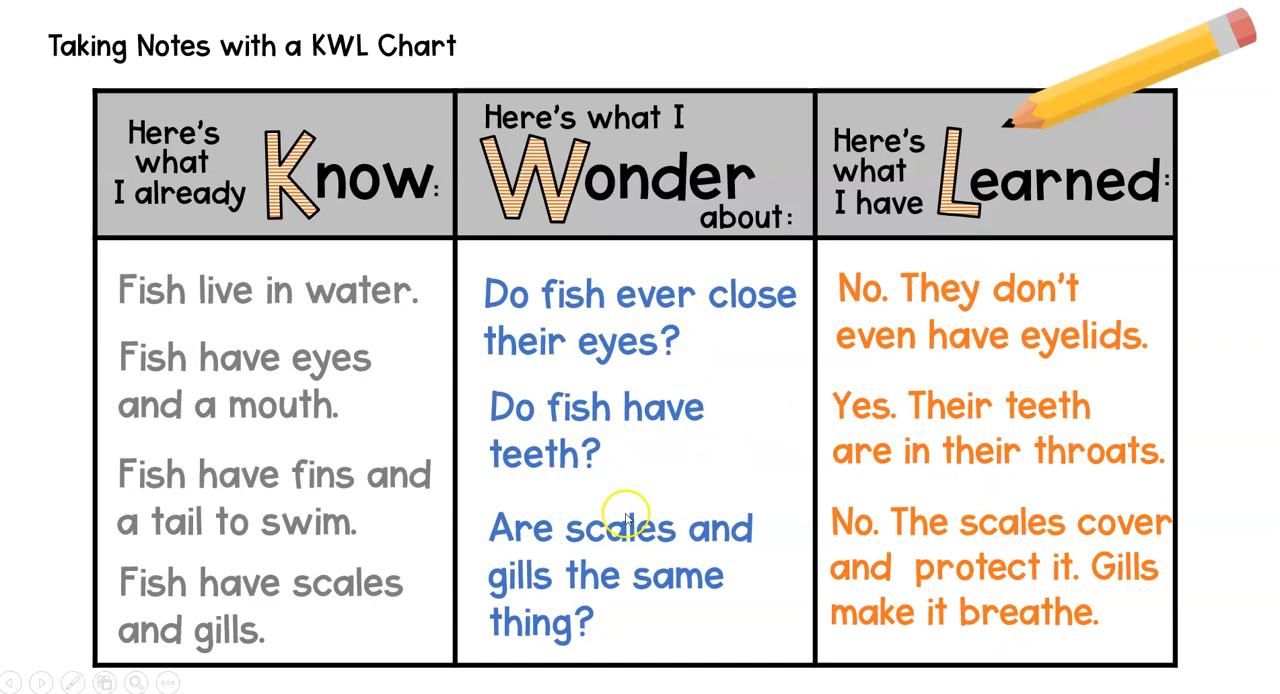 Taking Notes with a KWL Chart
Here's
what
I already
Know:
Here's what I
Wonder
about:
Here's
what
I have
Learned:
Fish live in water.
Fish have eyes
and a mouth.
Fish have fins and
a tail to swim.
Fish have scales
and gills.
Do fish ever close
their eyes?
Do fish have
teeth?
Are scales and
gills the same
thing?
No. They don't
even have eyelids.
Yes. Their teeth
are in their throats.
No. The scales cover
and protect it. Gills
make it breathe.